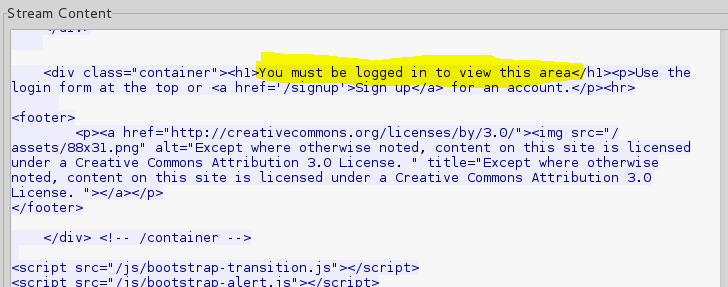 Stream Content
</div>
<div class="container"><h1>You must be logged in to view this area</h1><p>Use the
login form at the top or <a href='/signup'>Sign up</a> for an account.</p><hr>
<footer>
<p><a href="http://creativecommons.org/licenses/by/3.0/"><img src="/
assets/88x31.png" alt="Except where otherwise noted, content on this site is licensed
under a Creative Commons Attribution 3.0 License. " title="Except where otherwise
noted, content on this site is licensed under a Creative Commons Attribution 3.0
License. "></a></p>
</footer>
</div> <!-- /container -->
<script src="/js/bootstrap-transition.js"></script>
<script src="/js/bootstrap-alert.js"></script>